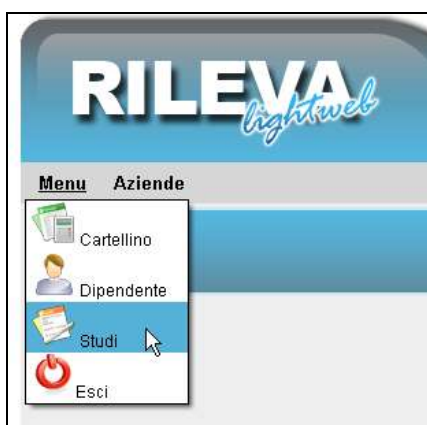 RILEVA
lightweb
Menu Aziende
Cartellino
Dipendente
Studi
Esci